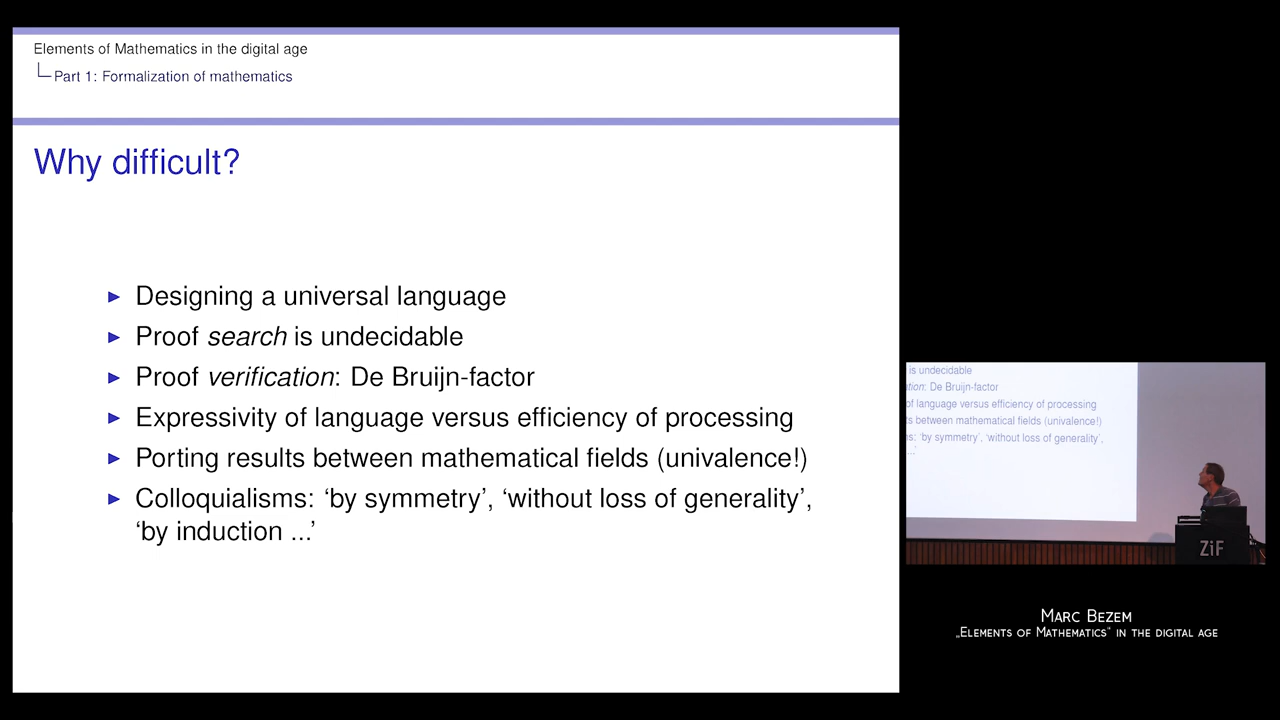 Elements of Mathematics in the digital age
Part 1: Formalization of mathematics
Why difficult?
Designing a universal language
Proof search is undecidable
Proof verification: De Bruijn-factor
Expressivity of language versus efficiency of processing
Porting results between mathematical fields (univalence!)
Colloquialisms: ‘by symmetry’, ‘without loss of generality’,
‘by induction ...’
is undecidable
tion: De Bruijn-factor
of language versus efficiency of processing
s between mathematical fields (univalence!)
ns: ‘by symmetry’, ‘without loss of generality’,
...’
ZiF
Marc Bezem
„Elements of Mathematics“ in the digital age